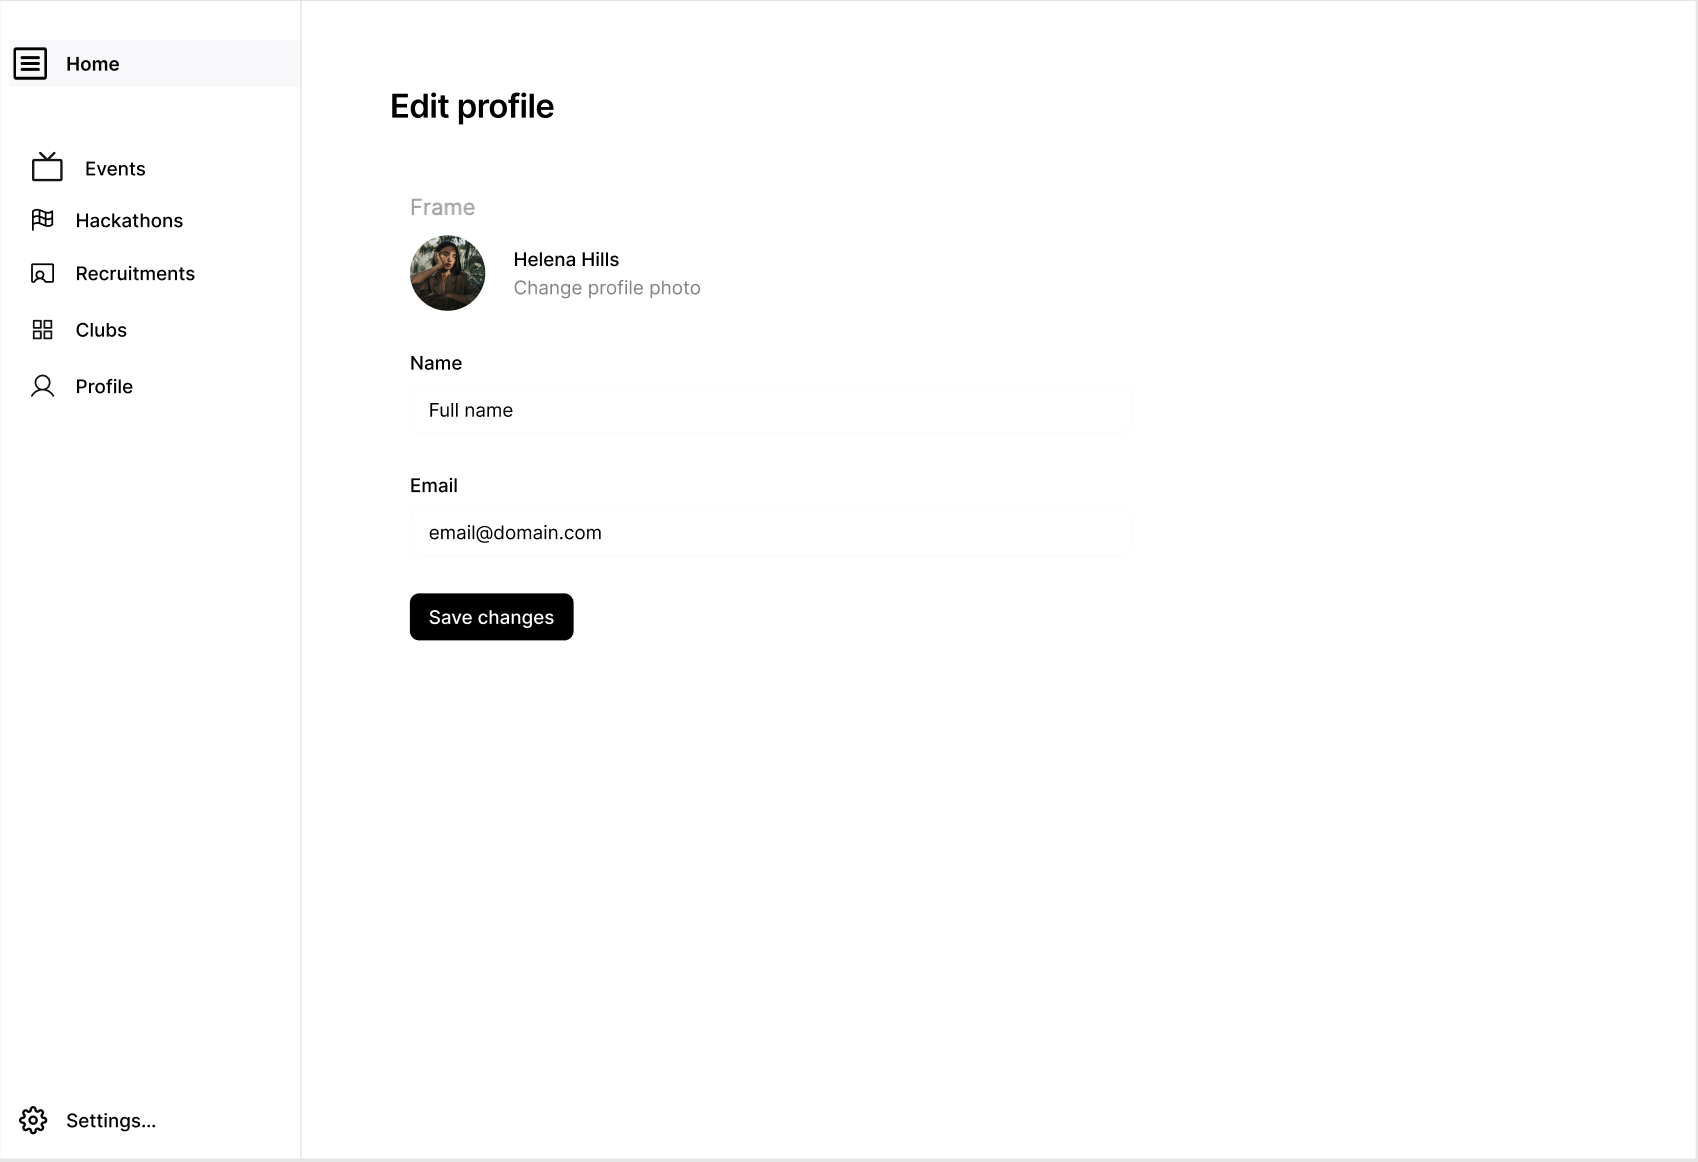 Home
Events
Hackathons
Recruitments
Clubs
Profile
Settings...
Edit profile
Frame
Helena Hills
Change profile photo
Name
Full name
Email
email@domain.com
Save changes